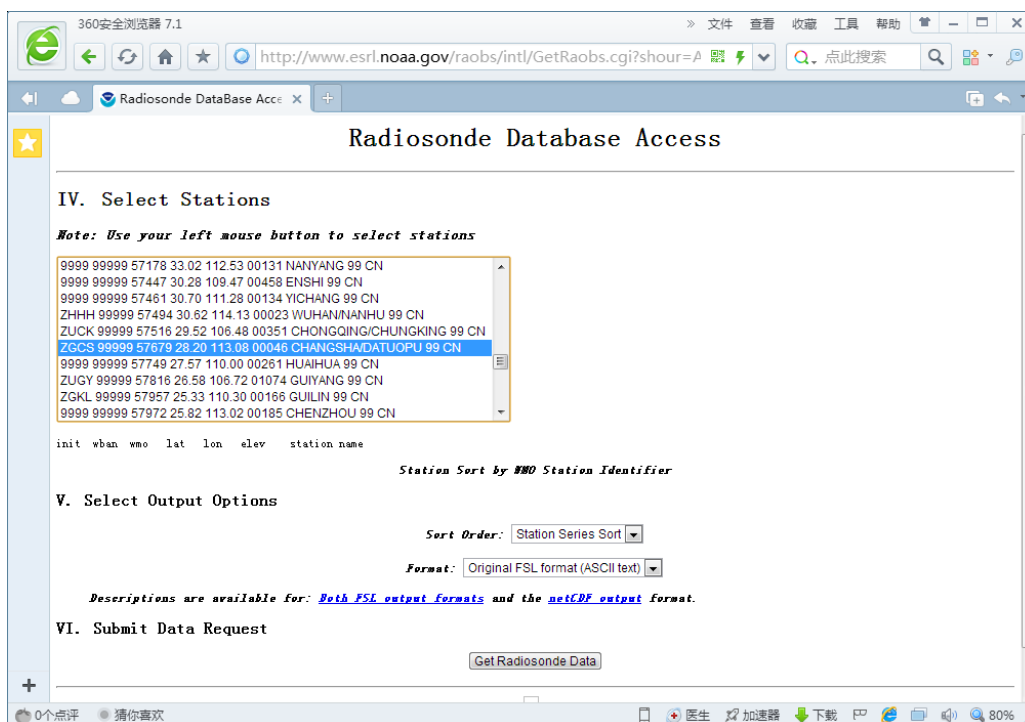 360安全浏览器 7.1
» 文件 查看 收藏 工具 帮助
http://www.esrl.noaa.gov/raobs/intl/GetRaobs.cgi?shour=A
点此搜索
Radiosonde DataBase Acce
Radiosonde Database Access
IV. Select Stations
Note: Use your left mouse button to select stations
9999 99999 57178 33.02 112.53 00131 NANYANG 99 CN
9999 99999 57447 30.28 109.47 00458 ENSHI 99 CN
9999 99999 57461 30.70 111.28 00134 YICHANG 99 CN
ZHHH 99999 57494 30.62 114.13 00023 WUHAN/NANHU 99 CN
ZUCK 99999 57516 29.52 106.48 00351 CHONGQING/CHUNGKING 99 CN
ZGCS 99999 57679 28.20 113.08 00046 CHANGSHA/DATUOPU 99 CN
9999 99999 57749 27.57 110.00 00261 HUAIHUA 99 CN
ZUGY 99999 57816 26.58 106.72 01074 GUIYANG 99 CN
ZGKL 99999 57957 25.33 110.30 00166 GUILIN 99 CN
9999 99999 57972 25.82 113.02 00185 CHENZHOU 99 CN
init wban wmo lat lon elev station name
Station Sort by WMO Station Identifier
V. Select Output Options
Sort Order: Station Series Sort
Format: Original FSL format (ASCII text)
Descriptions are available for: Both FSL output formats and the netCDF output format.
VI. Submit Data Request
Get Radiosonde Data
0个点评 猜你喜欢 医生 加速器 下载 80%